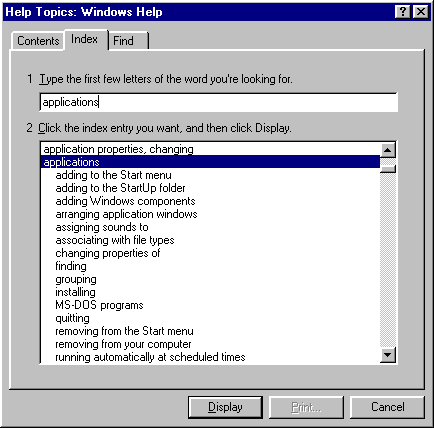 Help Topics: Windows Help
Contents Index Find
1 Type the first few letters of the word you're looking for.
applications
2 Click the index entry you want, and then click Display.
application properties, changing
applications
adding to the Start menu
adding to the StartUp folder
adding Windows components
arranging application windows
assigning sounds to
associating with file types
changing properties of
finding
grouping
installing
MS-DOS programs
quitting
removing from the Start menu
removing from your computer
running automatically at scheduled times
Display Print... Cancel